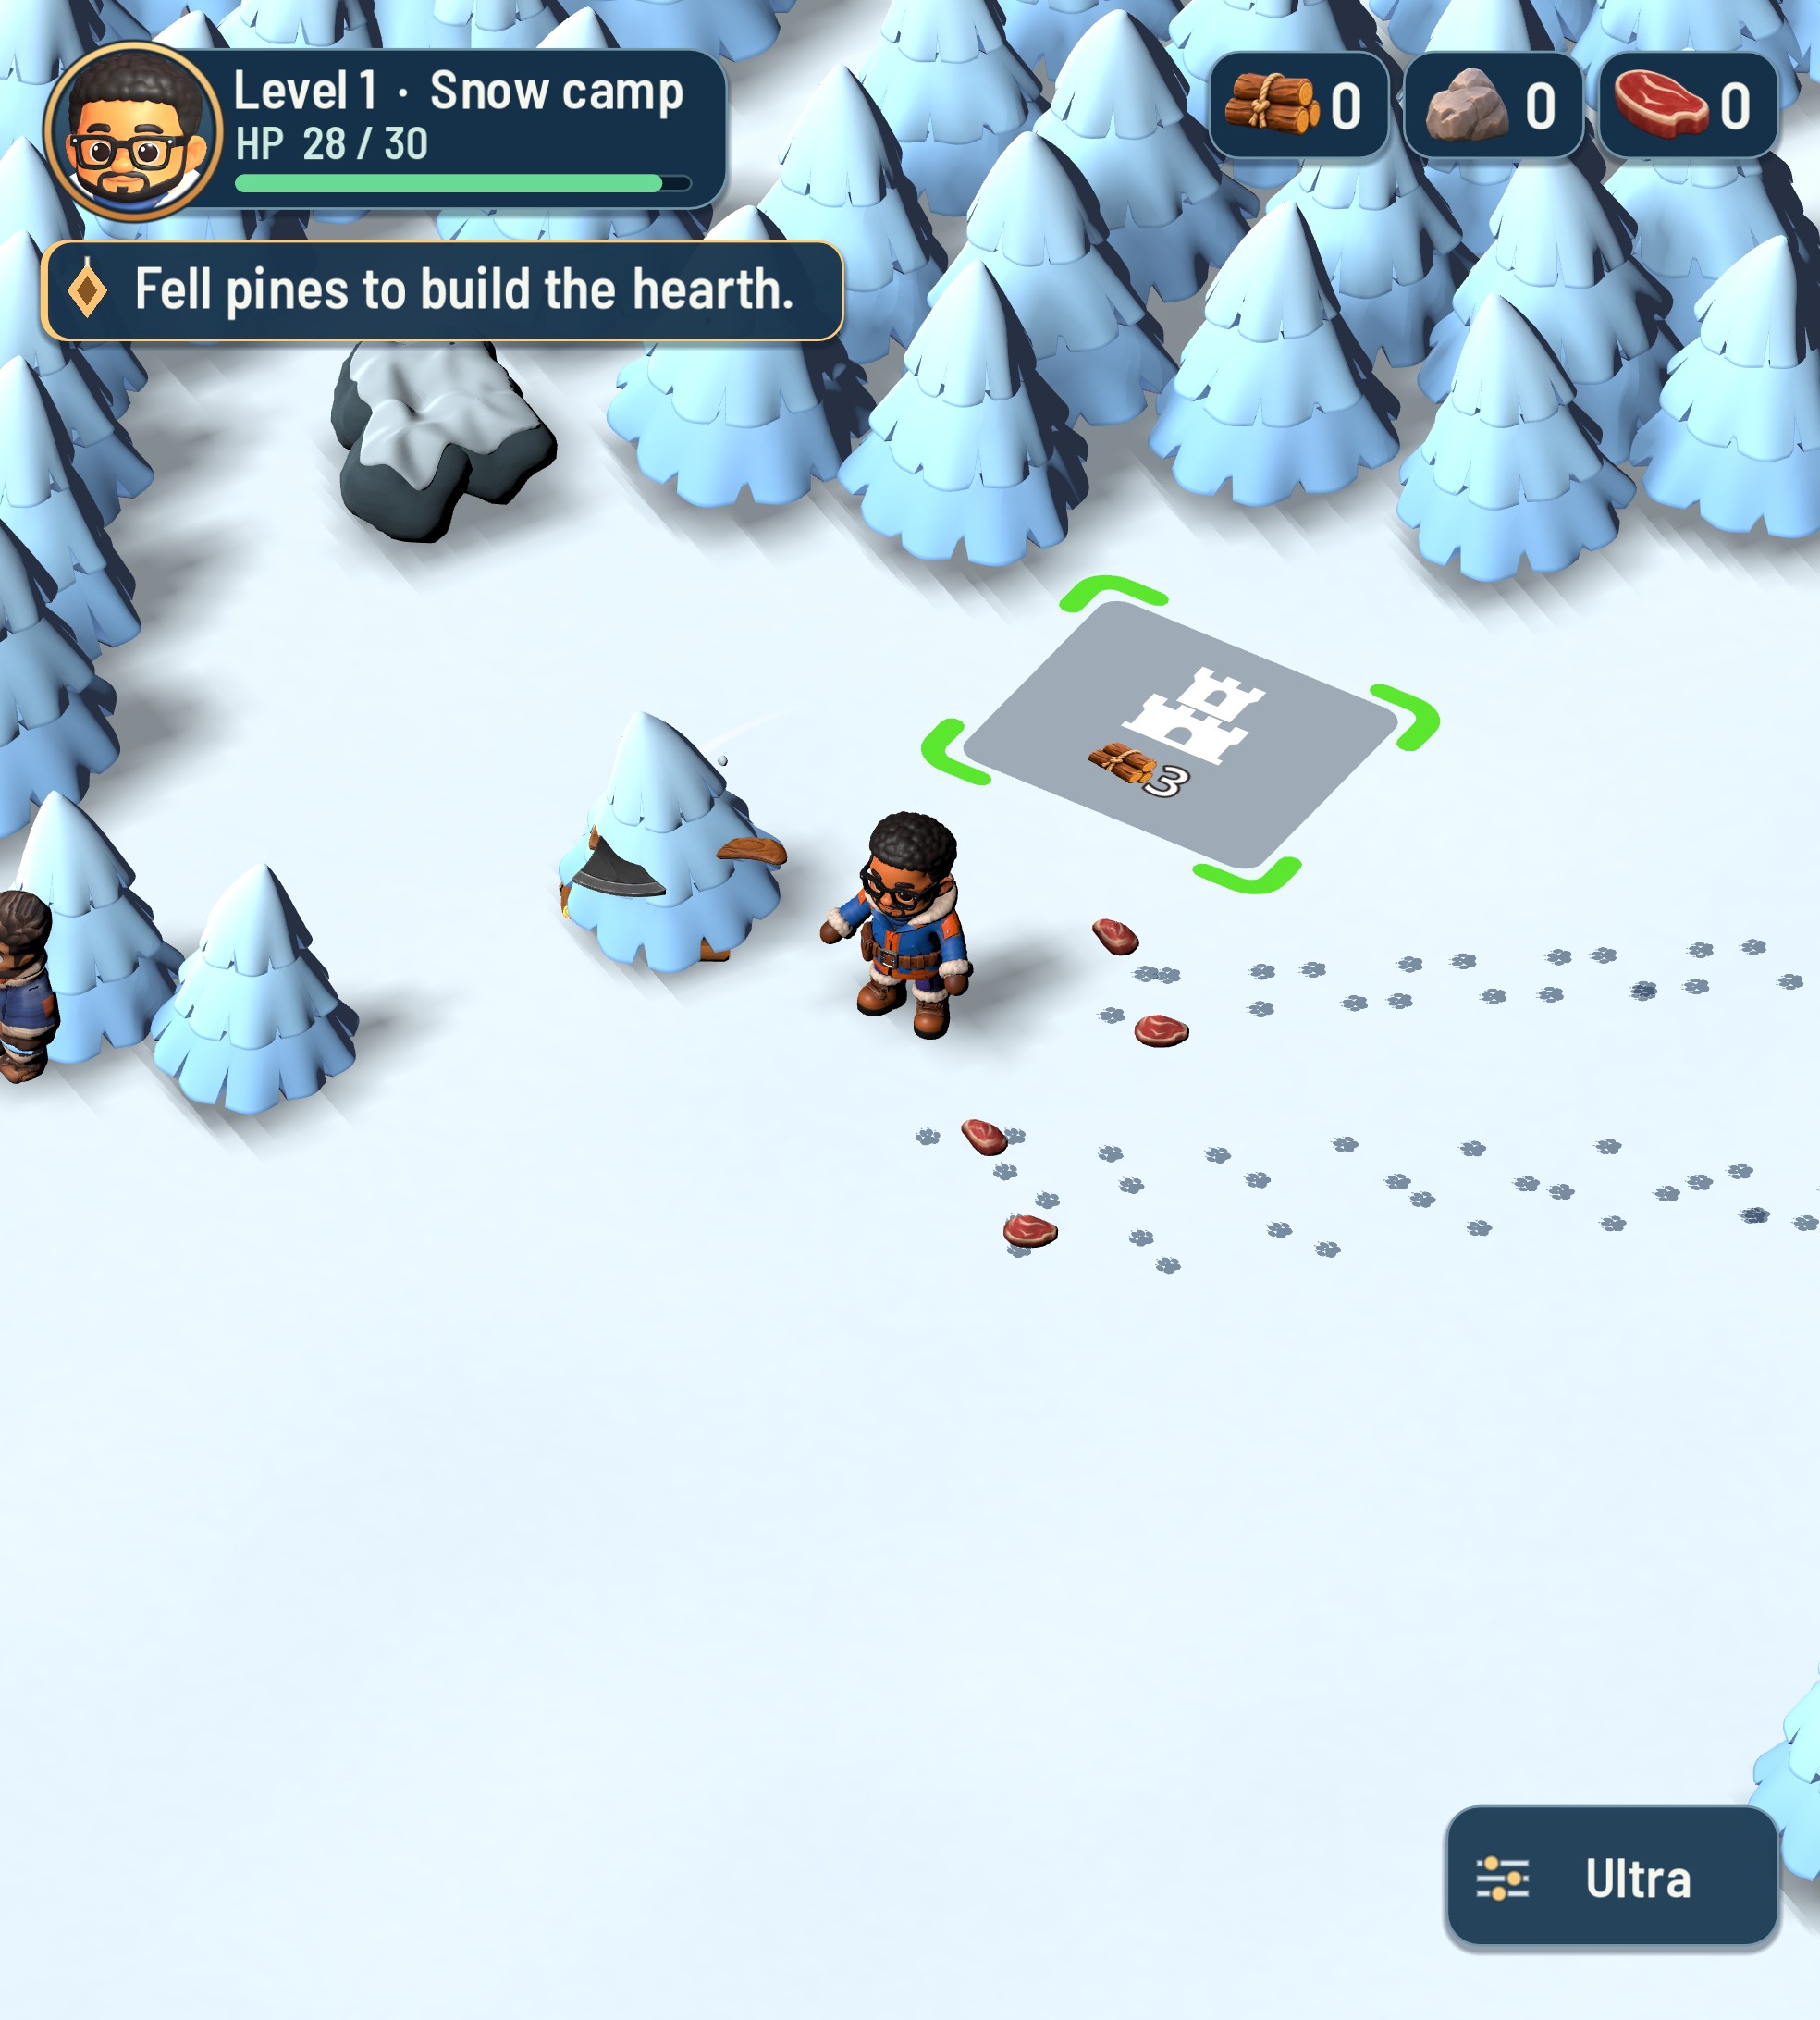 Level 1 · Snow camp
HP 28 / 30
0
0
0
Fell pines to build the hearth.
3
Ultra